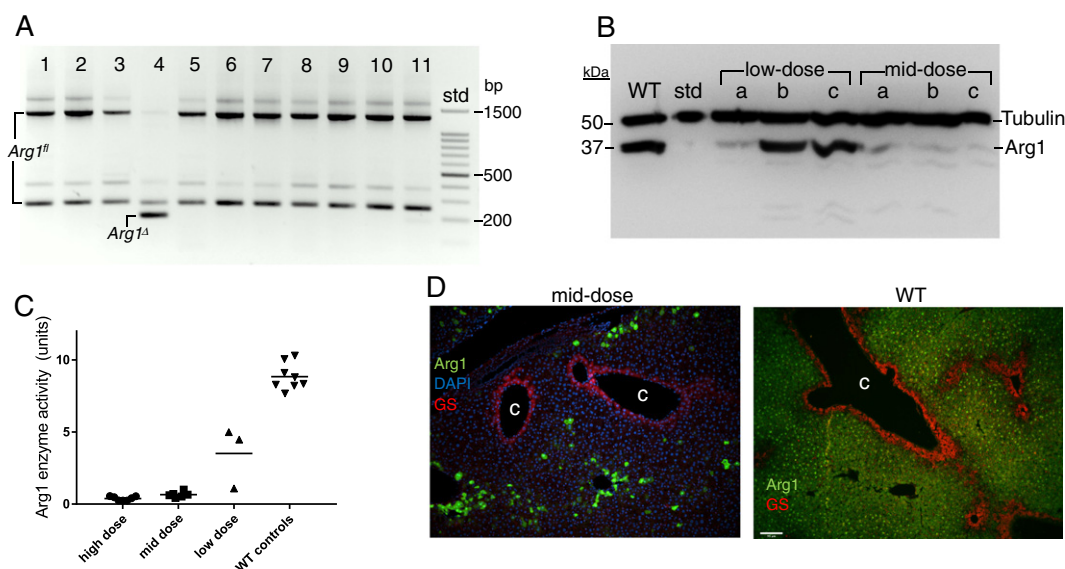 A
1 2 3 4 5 6 7 8 9 10 11
bp
std
1500
500
200
Arg1fl
Arg1Δ
B
kDa
WT std low-dose mid-dose
a b c a b c
50
37
Tubulin
Arg1
C
Arg1 enzyme activity (units)
10
5
0
high dose
mid dose
low dose
WT controls
D
mid-dose
Arg1
DAPI
GS
c
c
WT
c
Arg1
GS